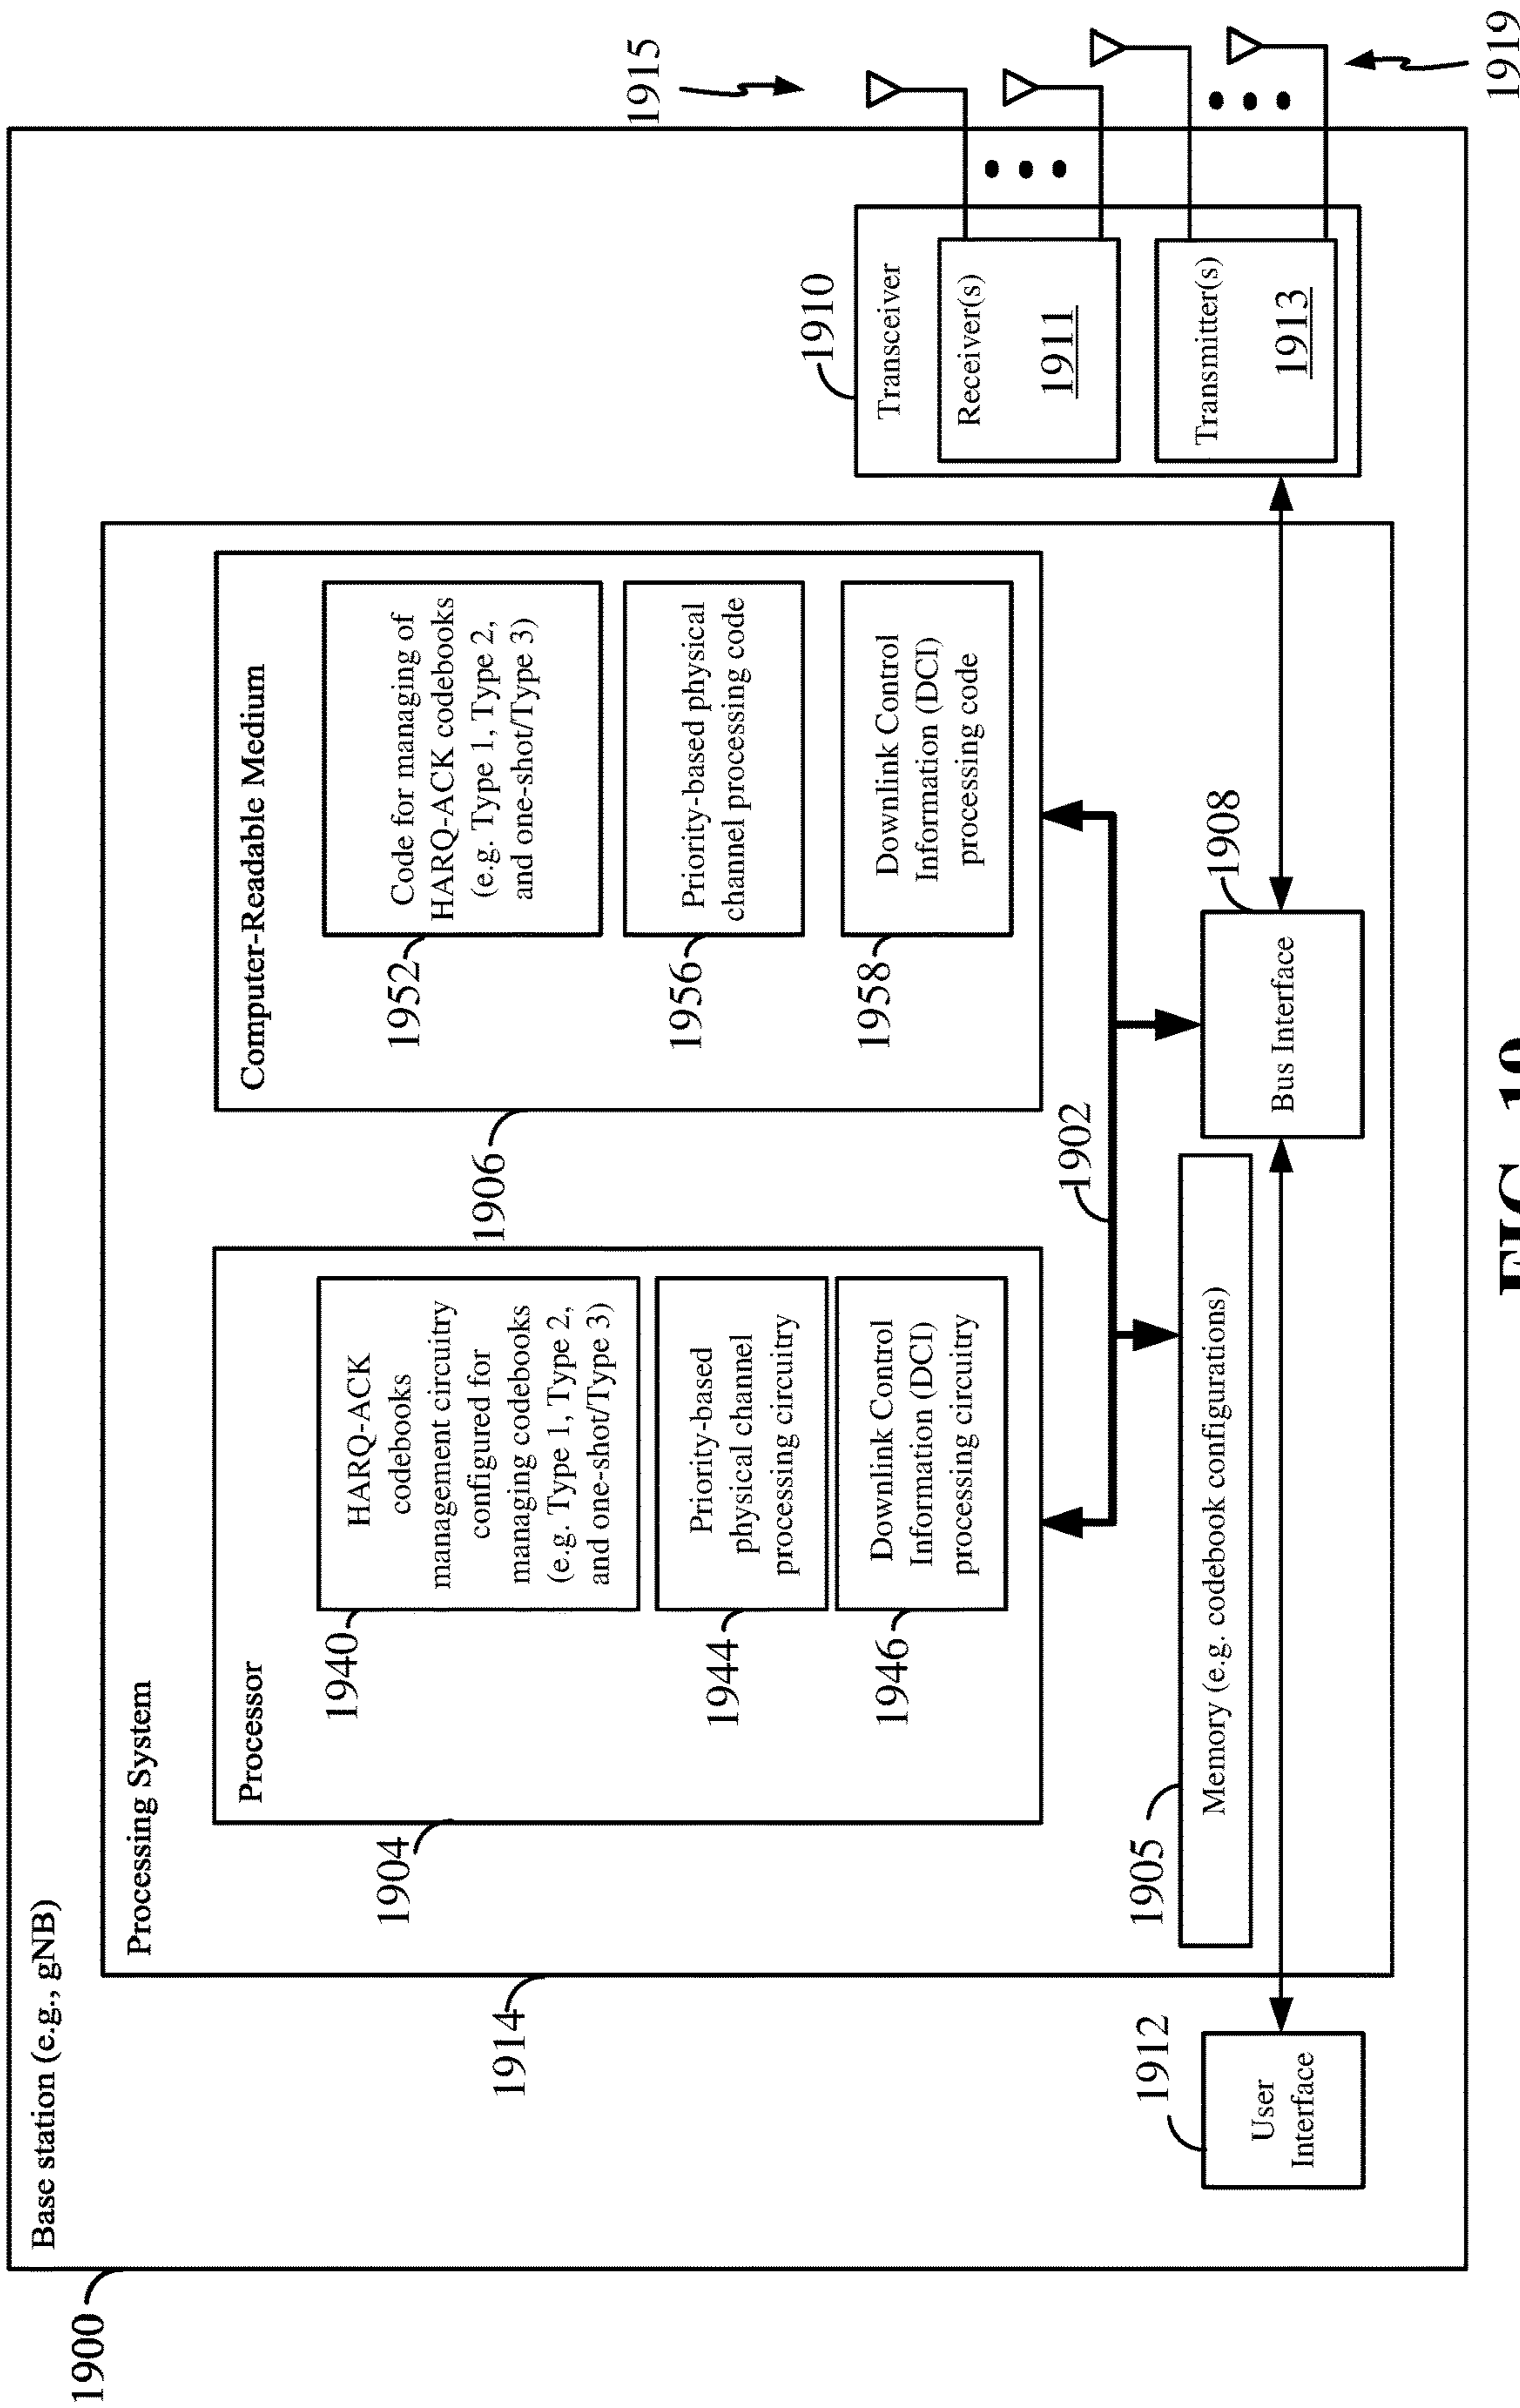 1900
Base station (e.g., gNB)
1914
Processing System
1904
Processor
1940
HARQ-ACK
codebooks
management circuitry
configured for
managing codebooks
(e.g. Type 1, Type 2,
and one-shot/Type 3)
1944
Priority-based
physical channel
processing circuitry
1946
Downlink Control
Information (DCI)
processing circuitry
1906
Computer-Readable Medium
1952
Code for managing of
HARQ-ACK codebooks
(e.g. Type 1, Type 2,
and one-shot/Type 3)
1956
Priority-based physical
channel processing code
1958
Downlink Control
Information (DCI)
processing code
1902
1905
Memory (e.g. codebook configurations)
1908
Bus Interface
1912
User
Interface
1910
Transceiver
Receiver(s)
1911
Transmitter(s)
1913
1915
1919
FIG. 19